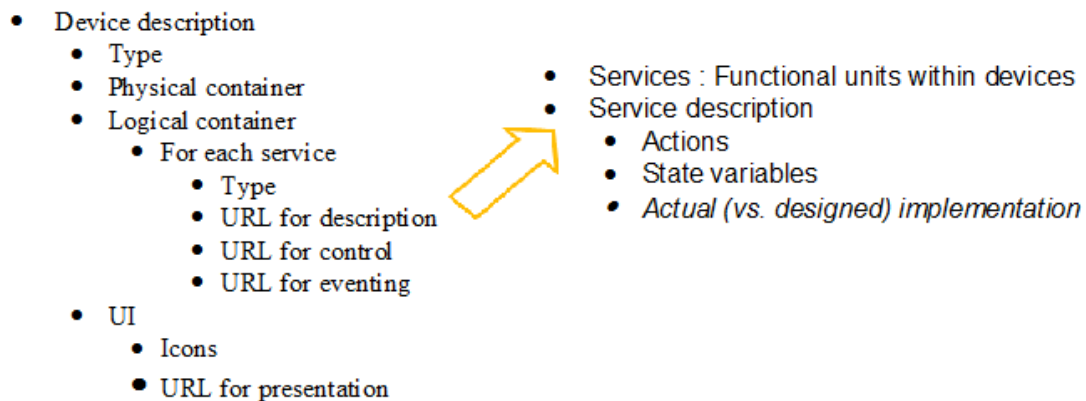 • Device description
• Type
• Physical container
• Logical container
• For each service
• Type
• URL for description
• URL for control
• URL for eventing
• UI
• Icons
• URL for presentation
• Services : Functional units within devices
• Service description
• Actions
• State variables
• Actual (vs. designed) implementation